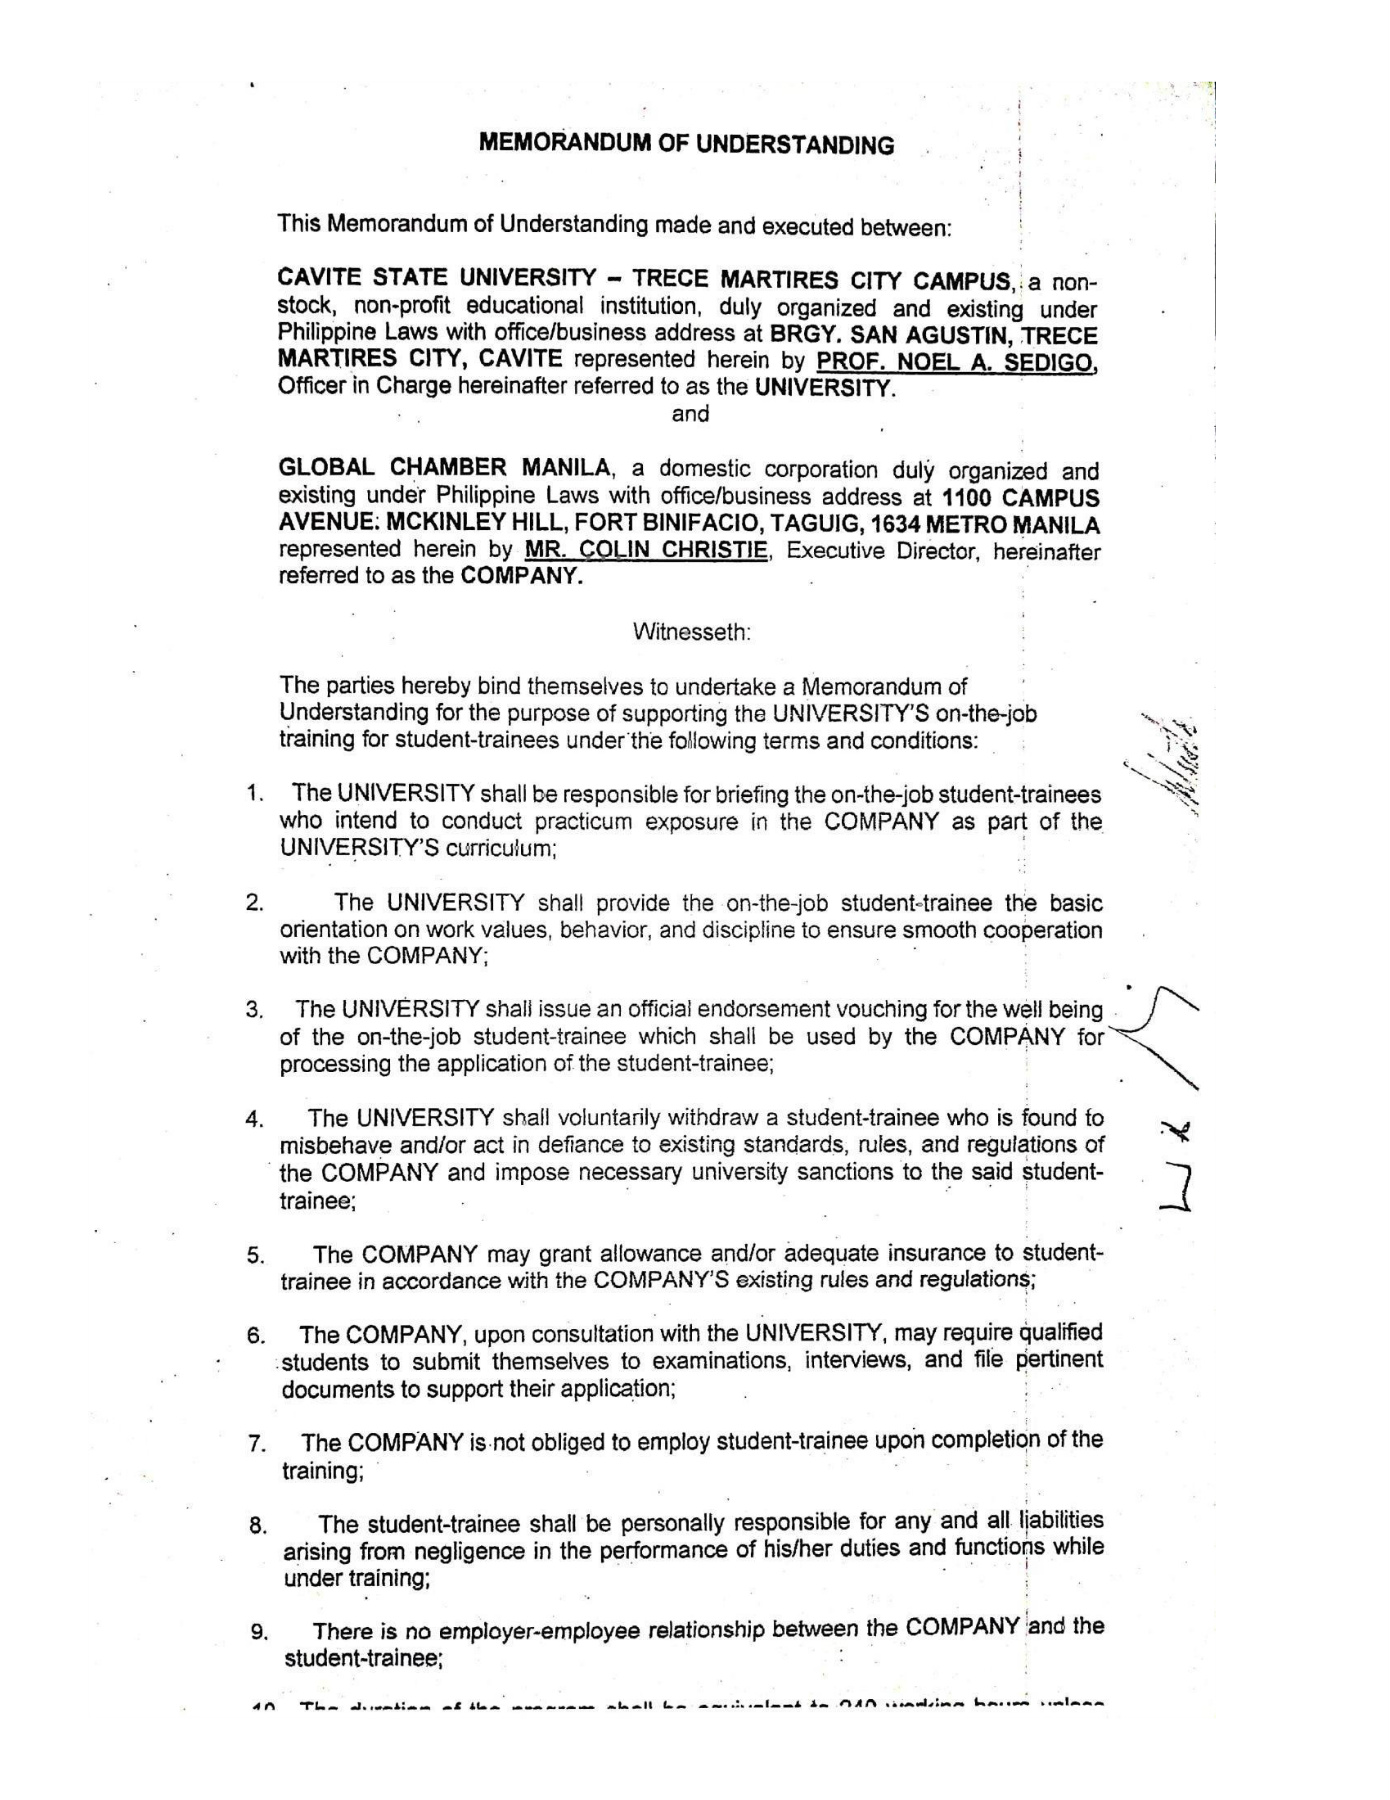 MEMORANDUM OF UNDERSTANDING
This Memorandum of Understanding made and executed between:
CAVITE STATE UNIVERSITY – TRECE MARTIRES CITY CAMPUS, a non-
stock, non-profit educational institution, duly organized and existing under
Philippine Laws with office/business address at BRGY. SAN AGUSTIN, TRECE
MARTIRES CITY, CAVITE represented herein by PROF. NOEL A. SEDIGO,
Officer in Charge hereinafter referred to as the UNIVERSITY.
and
GLOBAL CHAMBER MANILA, a domestic corporation duly organized and
existing under Philippine Laws with office/business address at 1100 CAMPUS
AVENUE: MCKINLEY HILL, FORT BINIFACIO, TAGUIG, 1634 METRO MANILA
represented herein by MR. COLIN CHRISTIE, Executive Director, hereinafter
referred to as the COMPANY.
Witnesseth:
The parties hereby bind themselves to undertake a Memorandum of
Understanding for the purpose of supporting the UNIVERSITY'S on-the-job
training for student-trainees under the following terms and conditions:
1. The UNIVERSITY shall be responsible for briefing the on-the-job student-trainees
who intend to conduct practicum exposure in the COMPANY as part of the
UNIVERSITY'S curriculum;
2. The UNIVERSITY shall provide the on-the-job student-trainee the basic
orientation on work values, behavior, and discipline to ensure smooth cooperation
with the COMPANY;
3. The UNIVERSITY shall issue an official endorsement vouching for the well being
of the on-the-job student-trainee which shall be used by the COMPANY for
processing the application of the student-trainee;
4. The UNIVERSITY shall voluntarily withdraw a student-trainee who is found to
misbehave and/or act in defiance to existing standards, rules, and regulations of
the COMPANY and impose necessary university sanctions to the said student-
trainee;
5. The COMPANY may grant allowance and/or adequate insurance to student-
trainee in accordance with the COMPANY'S existing rules and regulations;
6. The COMPANY, upon consultation with the UNIVERSITY, may require qualified
students to submit themselves to examinations, interviews, and file pertinent
documents to support their application;
7. The COMPANY is not obliged to employ student-trainee upon completion of the
training;
8. The student-trainee shall be personally responsible for any and all liabilities
arising from negligence in the performance of his/her duties and functions while
under training;
9. There is no employer-employee relationship between the COMPANY and the
student-trainee;
10. The duration of the program shall be equivalent to 240 working hours unless